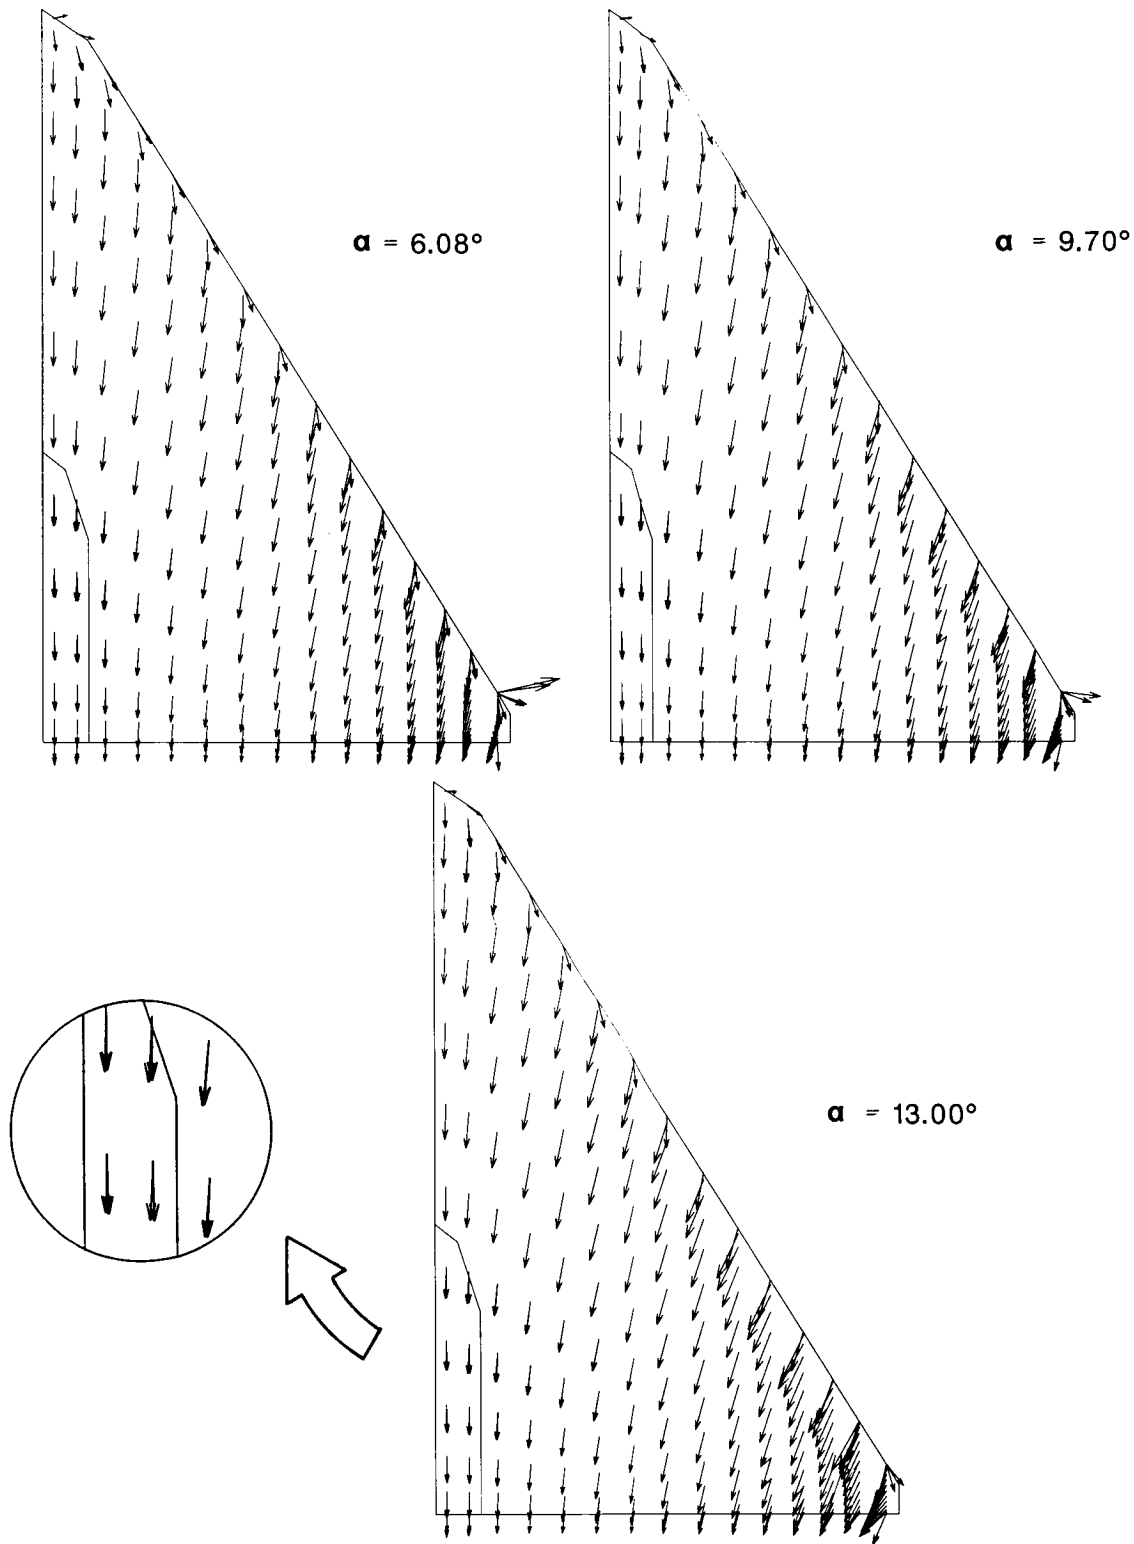 α = 6.08°
α = 9.70°
α = 13.00°